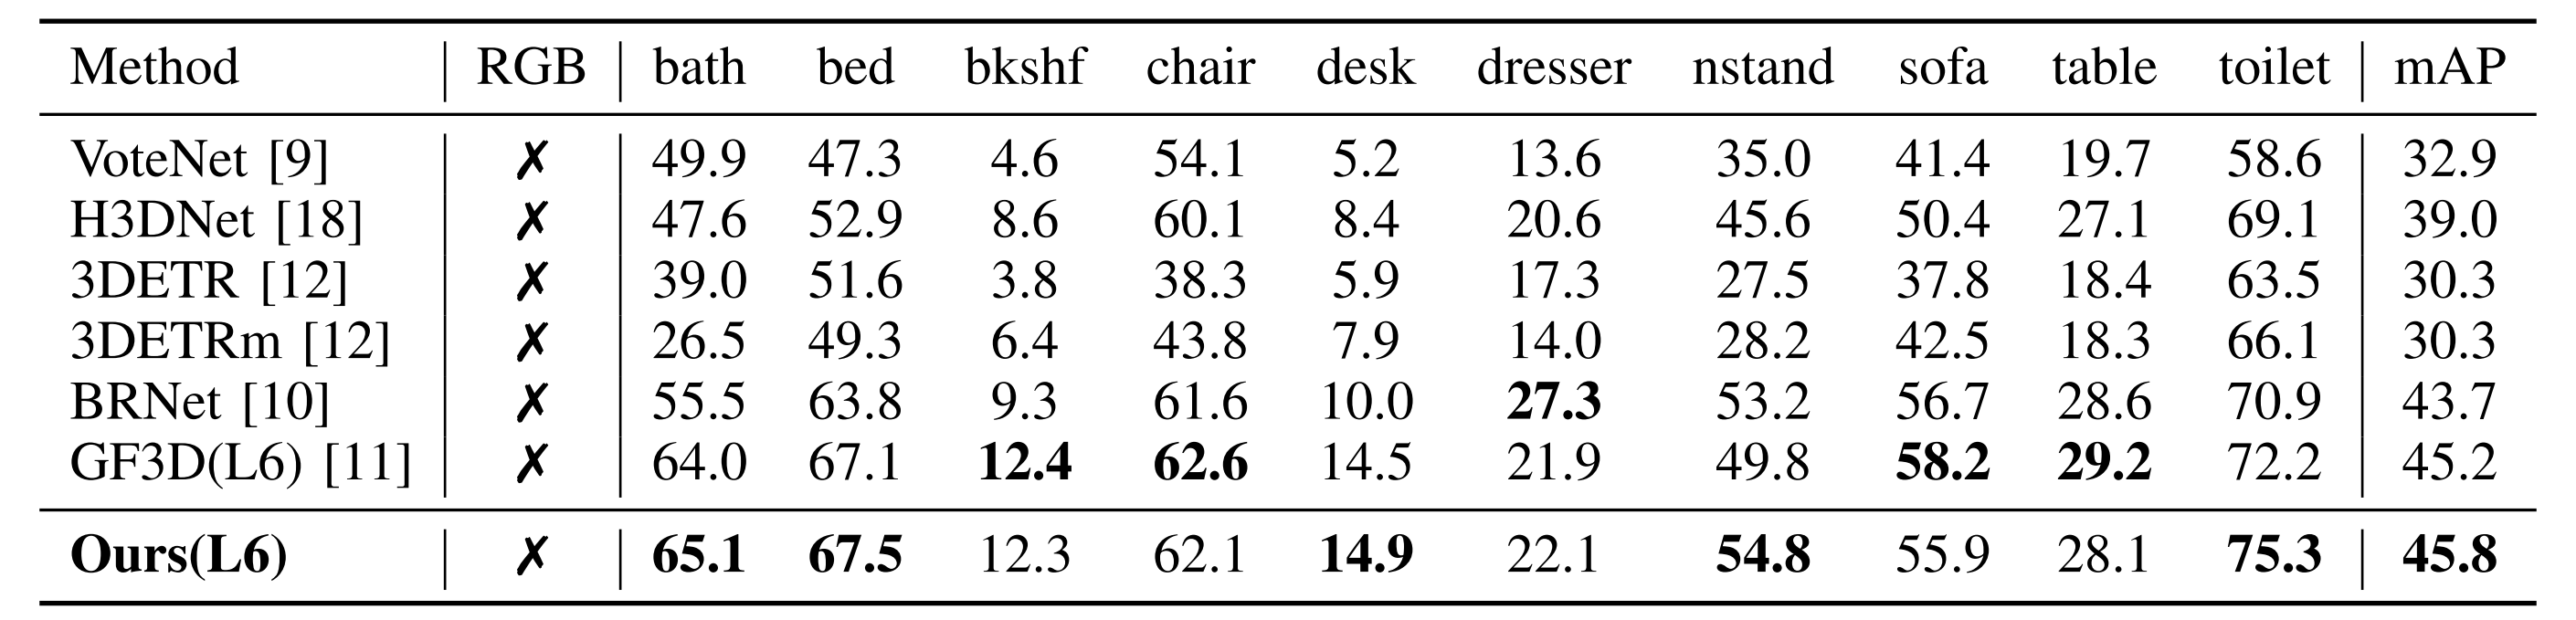 Method RGB bath bed bkshf chair desk dresser nstand sofa table toilet mAP
VoteNet [9] ✗ 49.9 47.3 4.6 54.1 5.2 13.6 35.0 41.4 19.7 58.6 32.9
H3DNet [18] ✗ 47.6 52.9 8.6 60.1 8.4 20.6 45.6 50.4 27.1 69.1 39.0
3DETR [12] ✗ 39.0 51.6 3.8 38.3 5.9 17.3 27.5 37.8 18.4 63.5 30.3
3DETRm [12] ✗ 26.5 49.3 6.4 43.8 7.9 14.0 28.2 42.5 18.3 66.1 30.3
BRNet [10] ✗ 55.5 63.8 9.3 61.6 10.0 27.3 53.2 56.7 28.6 70.9 43.7
GF3D(L6) [11] ✗ 64.0 67.1 12.4 62.6 14.5 21.9 49.8 58.2 29.2 72.2 45.2
Ours(L6) ✗ 65.1 67.5 12.3 62.1 14.9 22.1 54.8 55.9 28.1 75.3 45.8